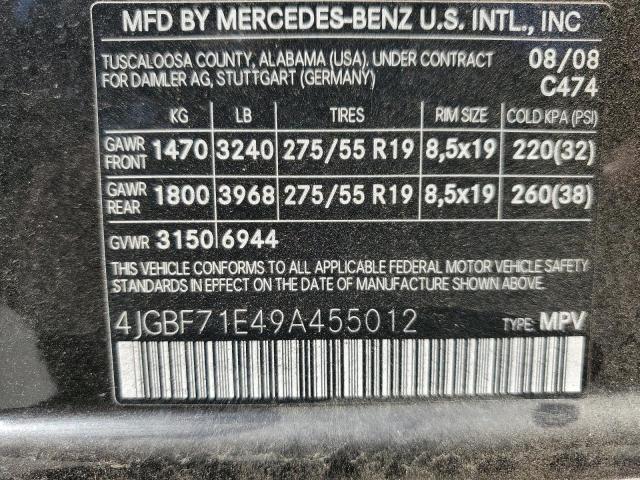 MFD BY MERCEDES-BENZ U.S. INTL., INC
TUSCALOOSA COUNTY, ALABAMA (USA), UNDER CONTRACT 08/08
FOR DAIMLER AG, STUTTGART (GERMANY) C474
KG LB TIRES RIM SIZE COLD KPA (PSI)
GAWR FRONT 1470 3240 275/55 R19 8,5x19 220(32)
GAWR REAR 1800 3968 275/55 R19 8,5x19 260(38)
GVWR 3150 6944
THIS VEHICLE CONFORMS TO ALL APPLICABLE FEDERAL MOTOR VEHICLE SAFETY
STANDARDS IN EFFECT ON THE DATE OF MANUFACTURE SHOWN ABOVE.
4JGBF71E49A455012 TYPE: MPV